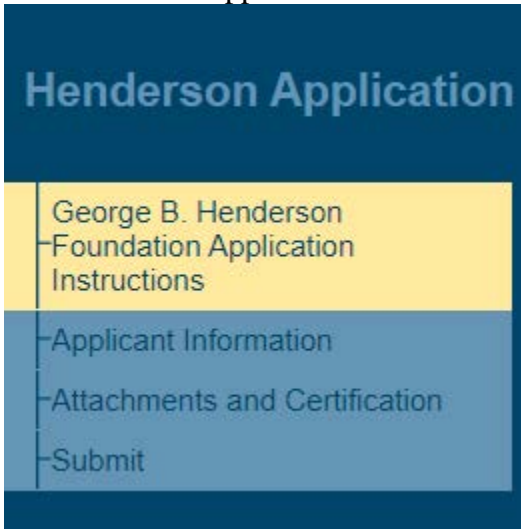 Henderson Application
George B. Henderson
Foundation Application
Instructions
Applicant Information
Attachments and Certification
Submit